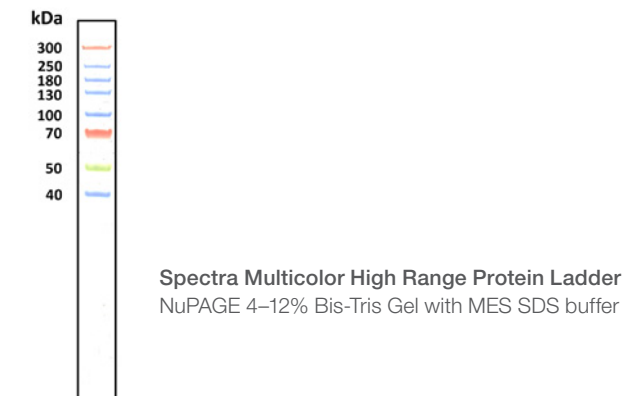 kDa
300
250
180
130
100
70
50
40
Spectra Multicolor High Range Protein Ladder
NuPAGE 4–12% Bis-Tris Gel with MES SDS buffer